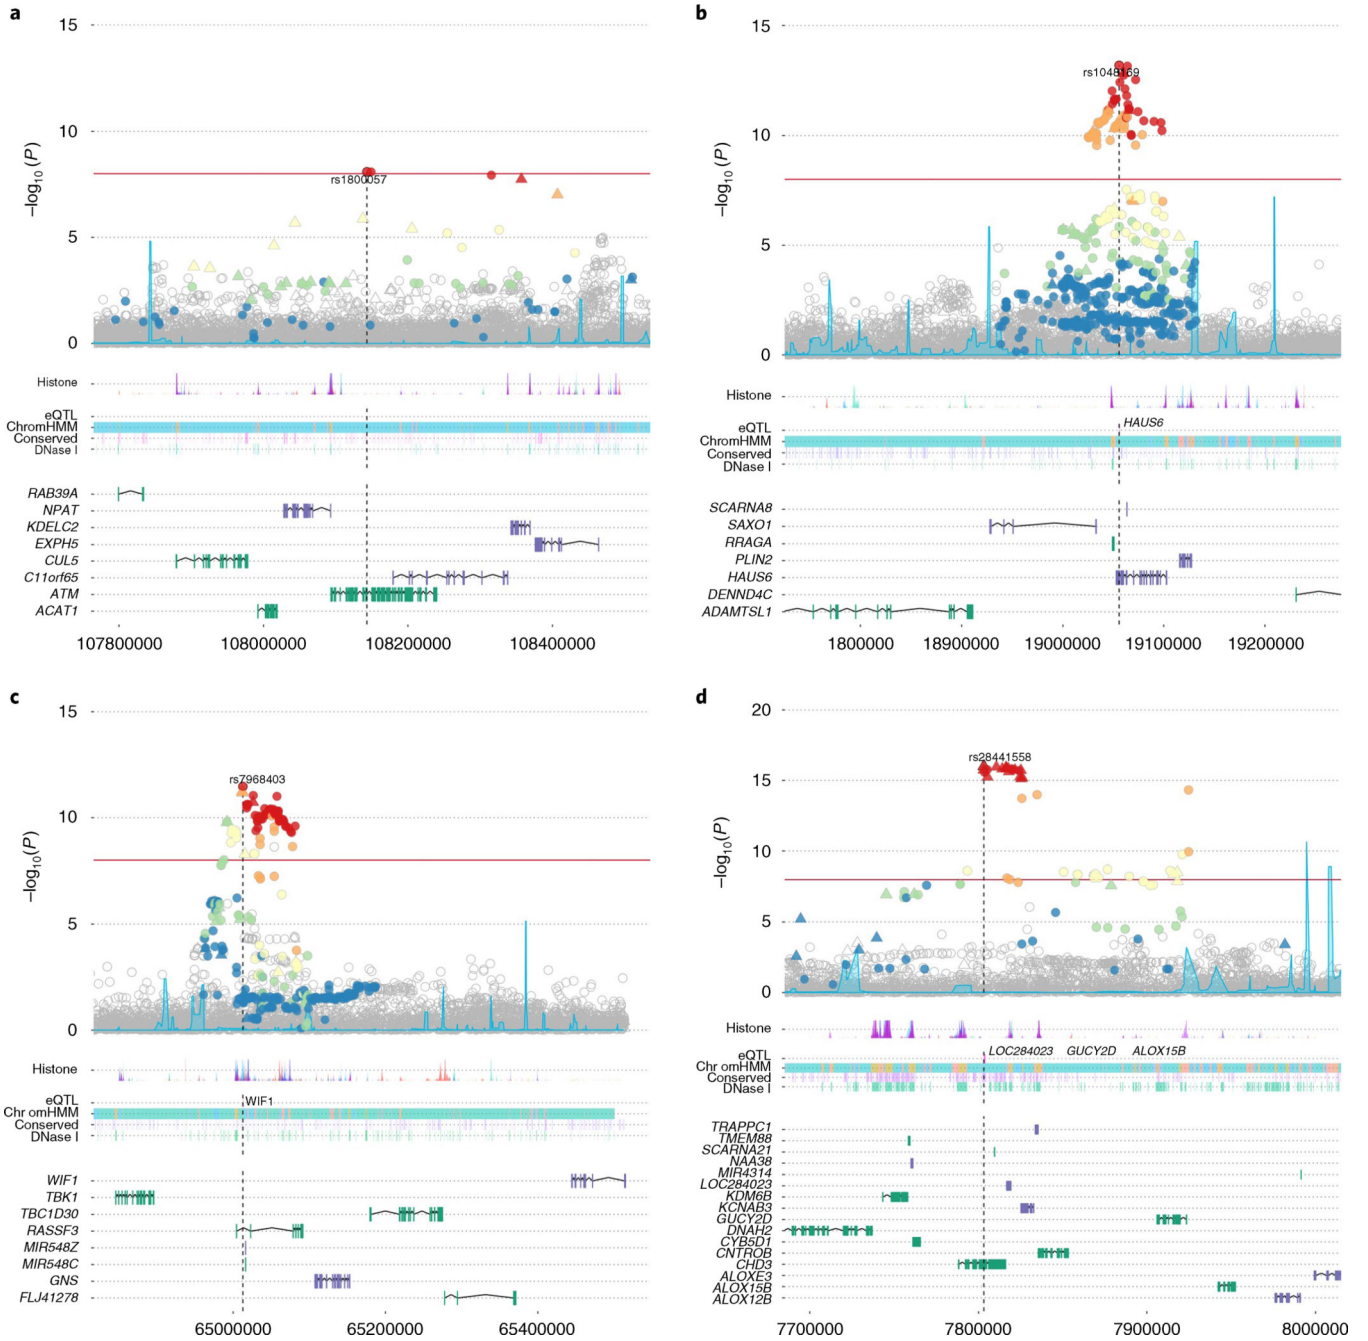 a
15
10
5
0
–log10 (P)
rs1800057
Histone
eQTL
ChromHMM
Conserved
DNase I
RAB39A
NPAT
KDELC2
EXPH5
CUL5
C11orf65
ATM
ACAT1
107800000 108000000 108200000 108400000
b
15
10
5
0
–log10 (P)
rs1048169
Histone
eQTL
HAUS6
ChromHMM
Conserved
DNase I
SCARNA8
SAXO1
RRAGA
PLIN2
HAUS6
DENND4C
ADAMTSL1
18000000 18900000 19000000 19100000 19200000
c
15
10
5
0
–log10(P)
rs7968403
Histone
eQTL
WIF1
Chr omHMM
Conserved
DNase I
WIF1
TBK1
TBC1D30
RASSF3
MIR548Z
MIR548C
GNS
FLJ41278
65000000 65200000 65400000
d
20
15
10
5
0
–log10(P)
rs28441558
Histone
eQTL
LOC284023 GUCY2D ALOX15B
Chr omHMM
Conserved
DNase I
TRAPPC1
TMEM88
SCARNA21
NAA38
MIR4314
LOC284023
KDM6B
KCNAB3
GUCY2D
DNAH2
CYB5D1
CNTROB
CHD3
ALOXE3
ALOX15B
ALOX12B
7700000 7800000 7900000 8000000